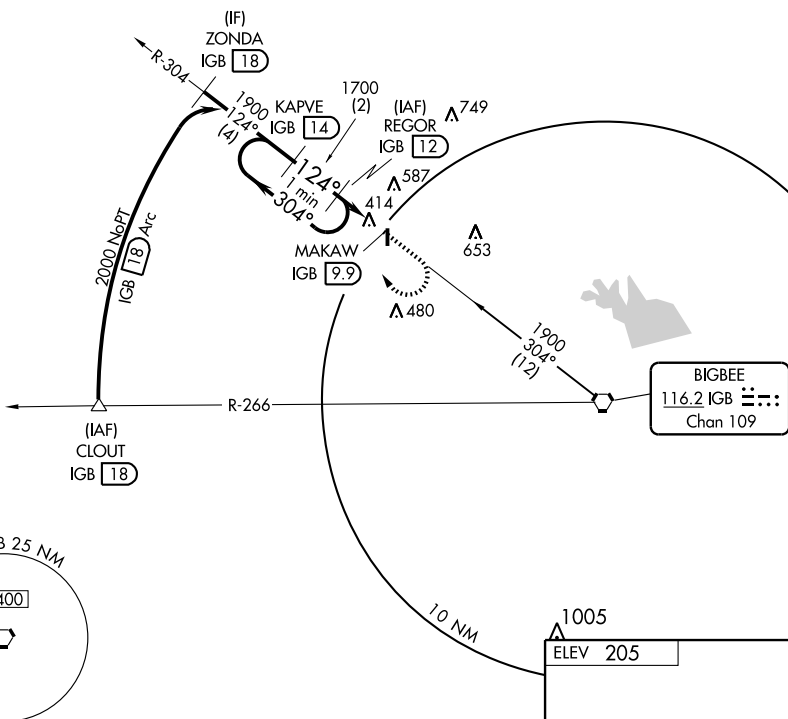 (IF)
ZONDA
IGB 18
R-304
1900
124°
(4)
KAPVE
IGB 14
1700
(2)
(IAF)
REGOR
IGB 12
749
124°
1 min
304°
587
414
MAKAW
IGB 9.9
653
480
2000 NoPT
IGB 18 Arc
1900
304°
(12)
BIGBEE
116.2 IGB
Chan 109
R-266
(IAF)
CLOUT
IGB 18
25 NM
10 NM
1005
ELEV 205